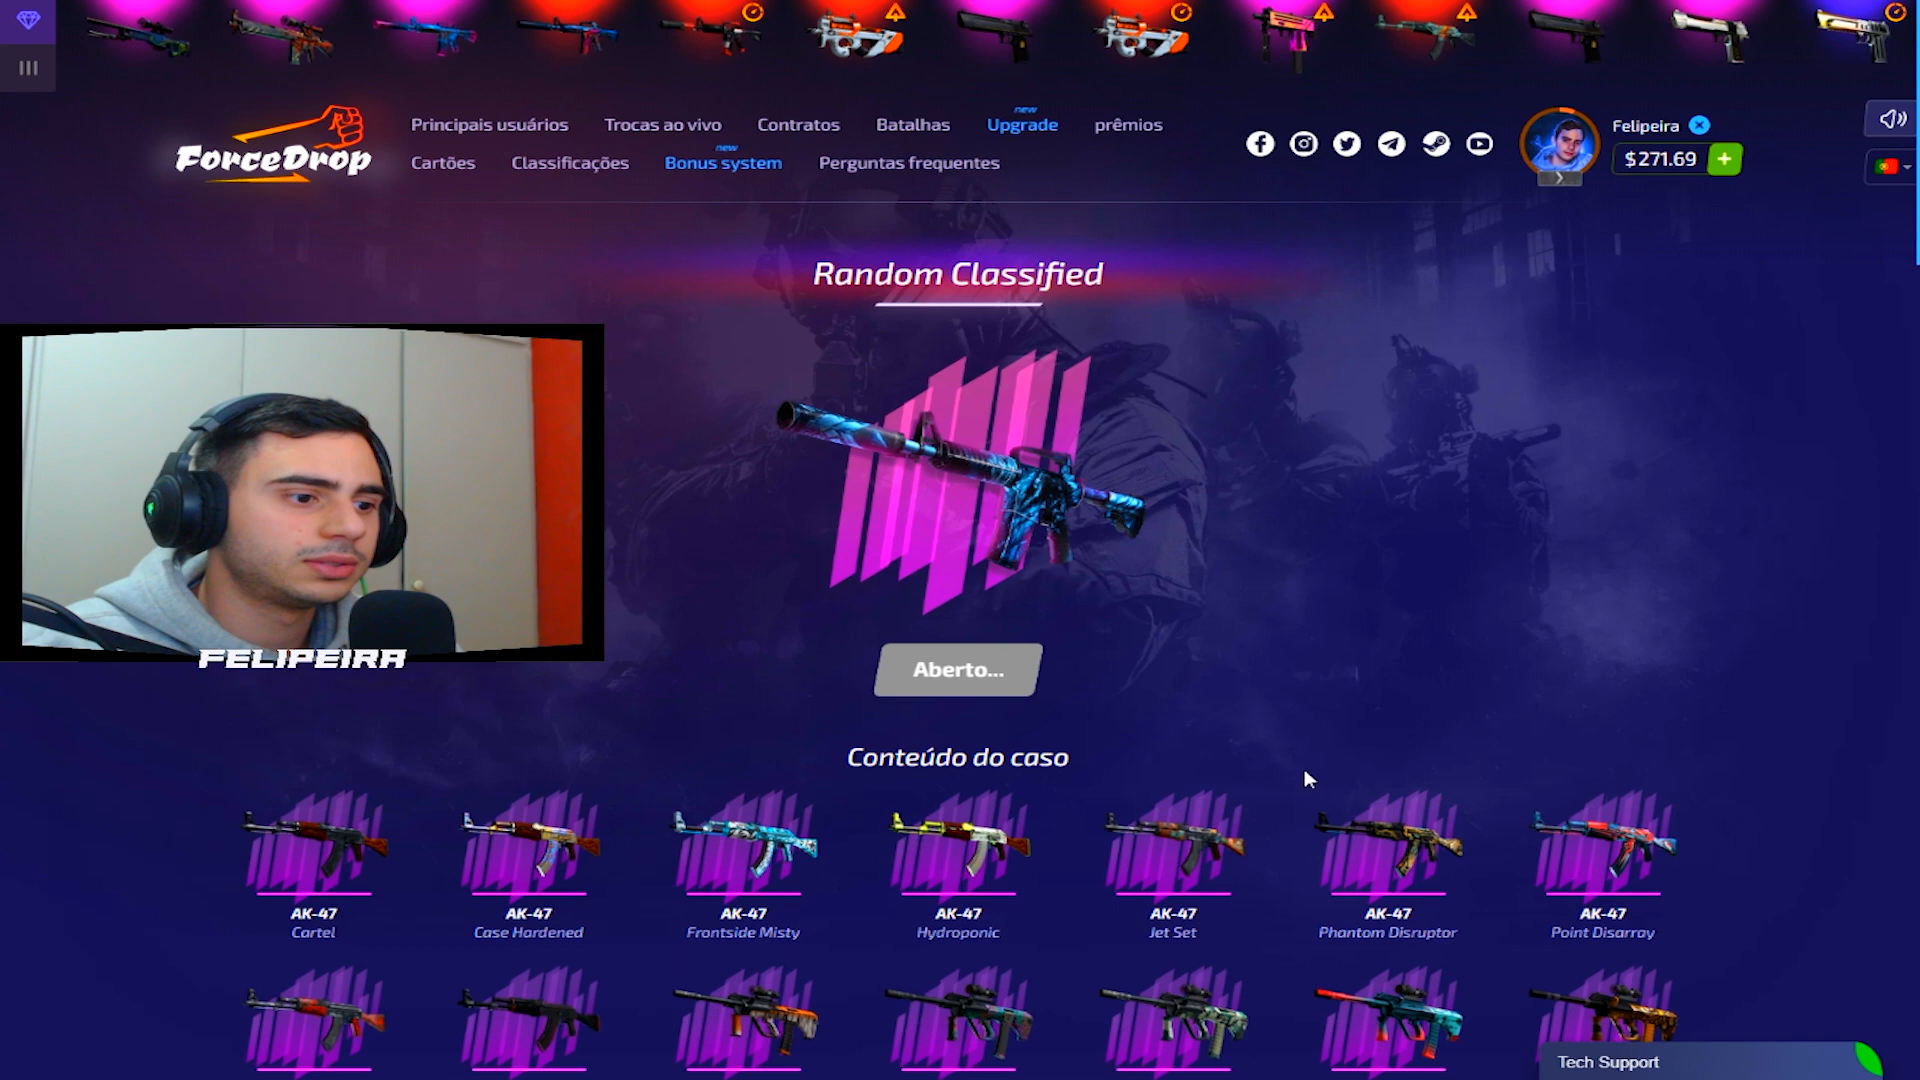 ForceDrop
Principais usuários
Trocas ao vivo
Contratos
Batalhas
new
Upgrade
prêmios
Cartões
Classificações
new
Bonus system
Perguntas frequentes
Felipeira
$271.69
Random Classified
FELIPEIRA
Aberto...
Conteúdo do caso
AK-47
Cartel
AK-47
Case Hardened
AK-47
Frontside Misty
AK-47
Hydroponic
AK-47
Jet Set
AK-47
Phantom Disruptor
AK-47
Point Disarray
Tech Support